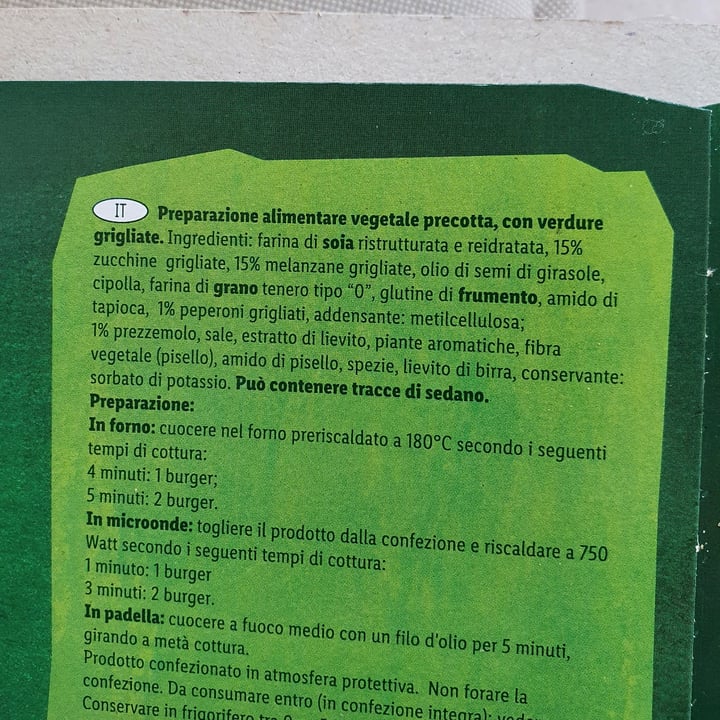 IT Preparazione alimentare vegetale precotta, con verdure
grigliate. Ingredienti: farina di soia ristrutturata e reidratata, 15%
zucchine grigliate, 15% melanzane grigliate, olio di semi di girasole,
cipolla, farina di grano tenero tipo “0”, glutine di frumento, amido di
tapioca, 1% peperoni grigliati, addensante: metilcellulosa;
1% prezzemolo, sale, estratto di lievito, piante aromatiche, fibra
vegetale (pisello), amido di pisello, spezie, lievito di birra, conservante:
sorbato di potassio. Può contenere tracce di sedano.
Preparazione:
In forno: cuocere nel forno preriscaldato a 180°C secondo i seguenti
tempi di cottura:
4 minuti: 1 burger;
5 minuti: 2 burger.
In microonde: togliere il prodotto dalla confezione e riscaldare a 750
Watt secondo i seguenti tempi di cottura:
1 minuto: 1 burger
3 minuti: 2 burger.
In padella: cuocere a fuoco medio con un filo d'olio per 5 minuti,
girando a metà cottura.
Prodotto confezionato in atmosfera protettiva. Non forare la
confezione. Da consumare entro (in confezione integra):
Conservare in frigorifero tra